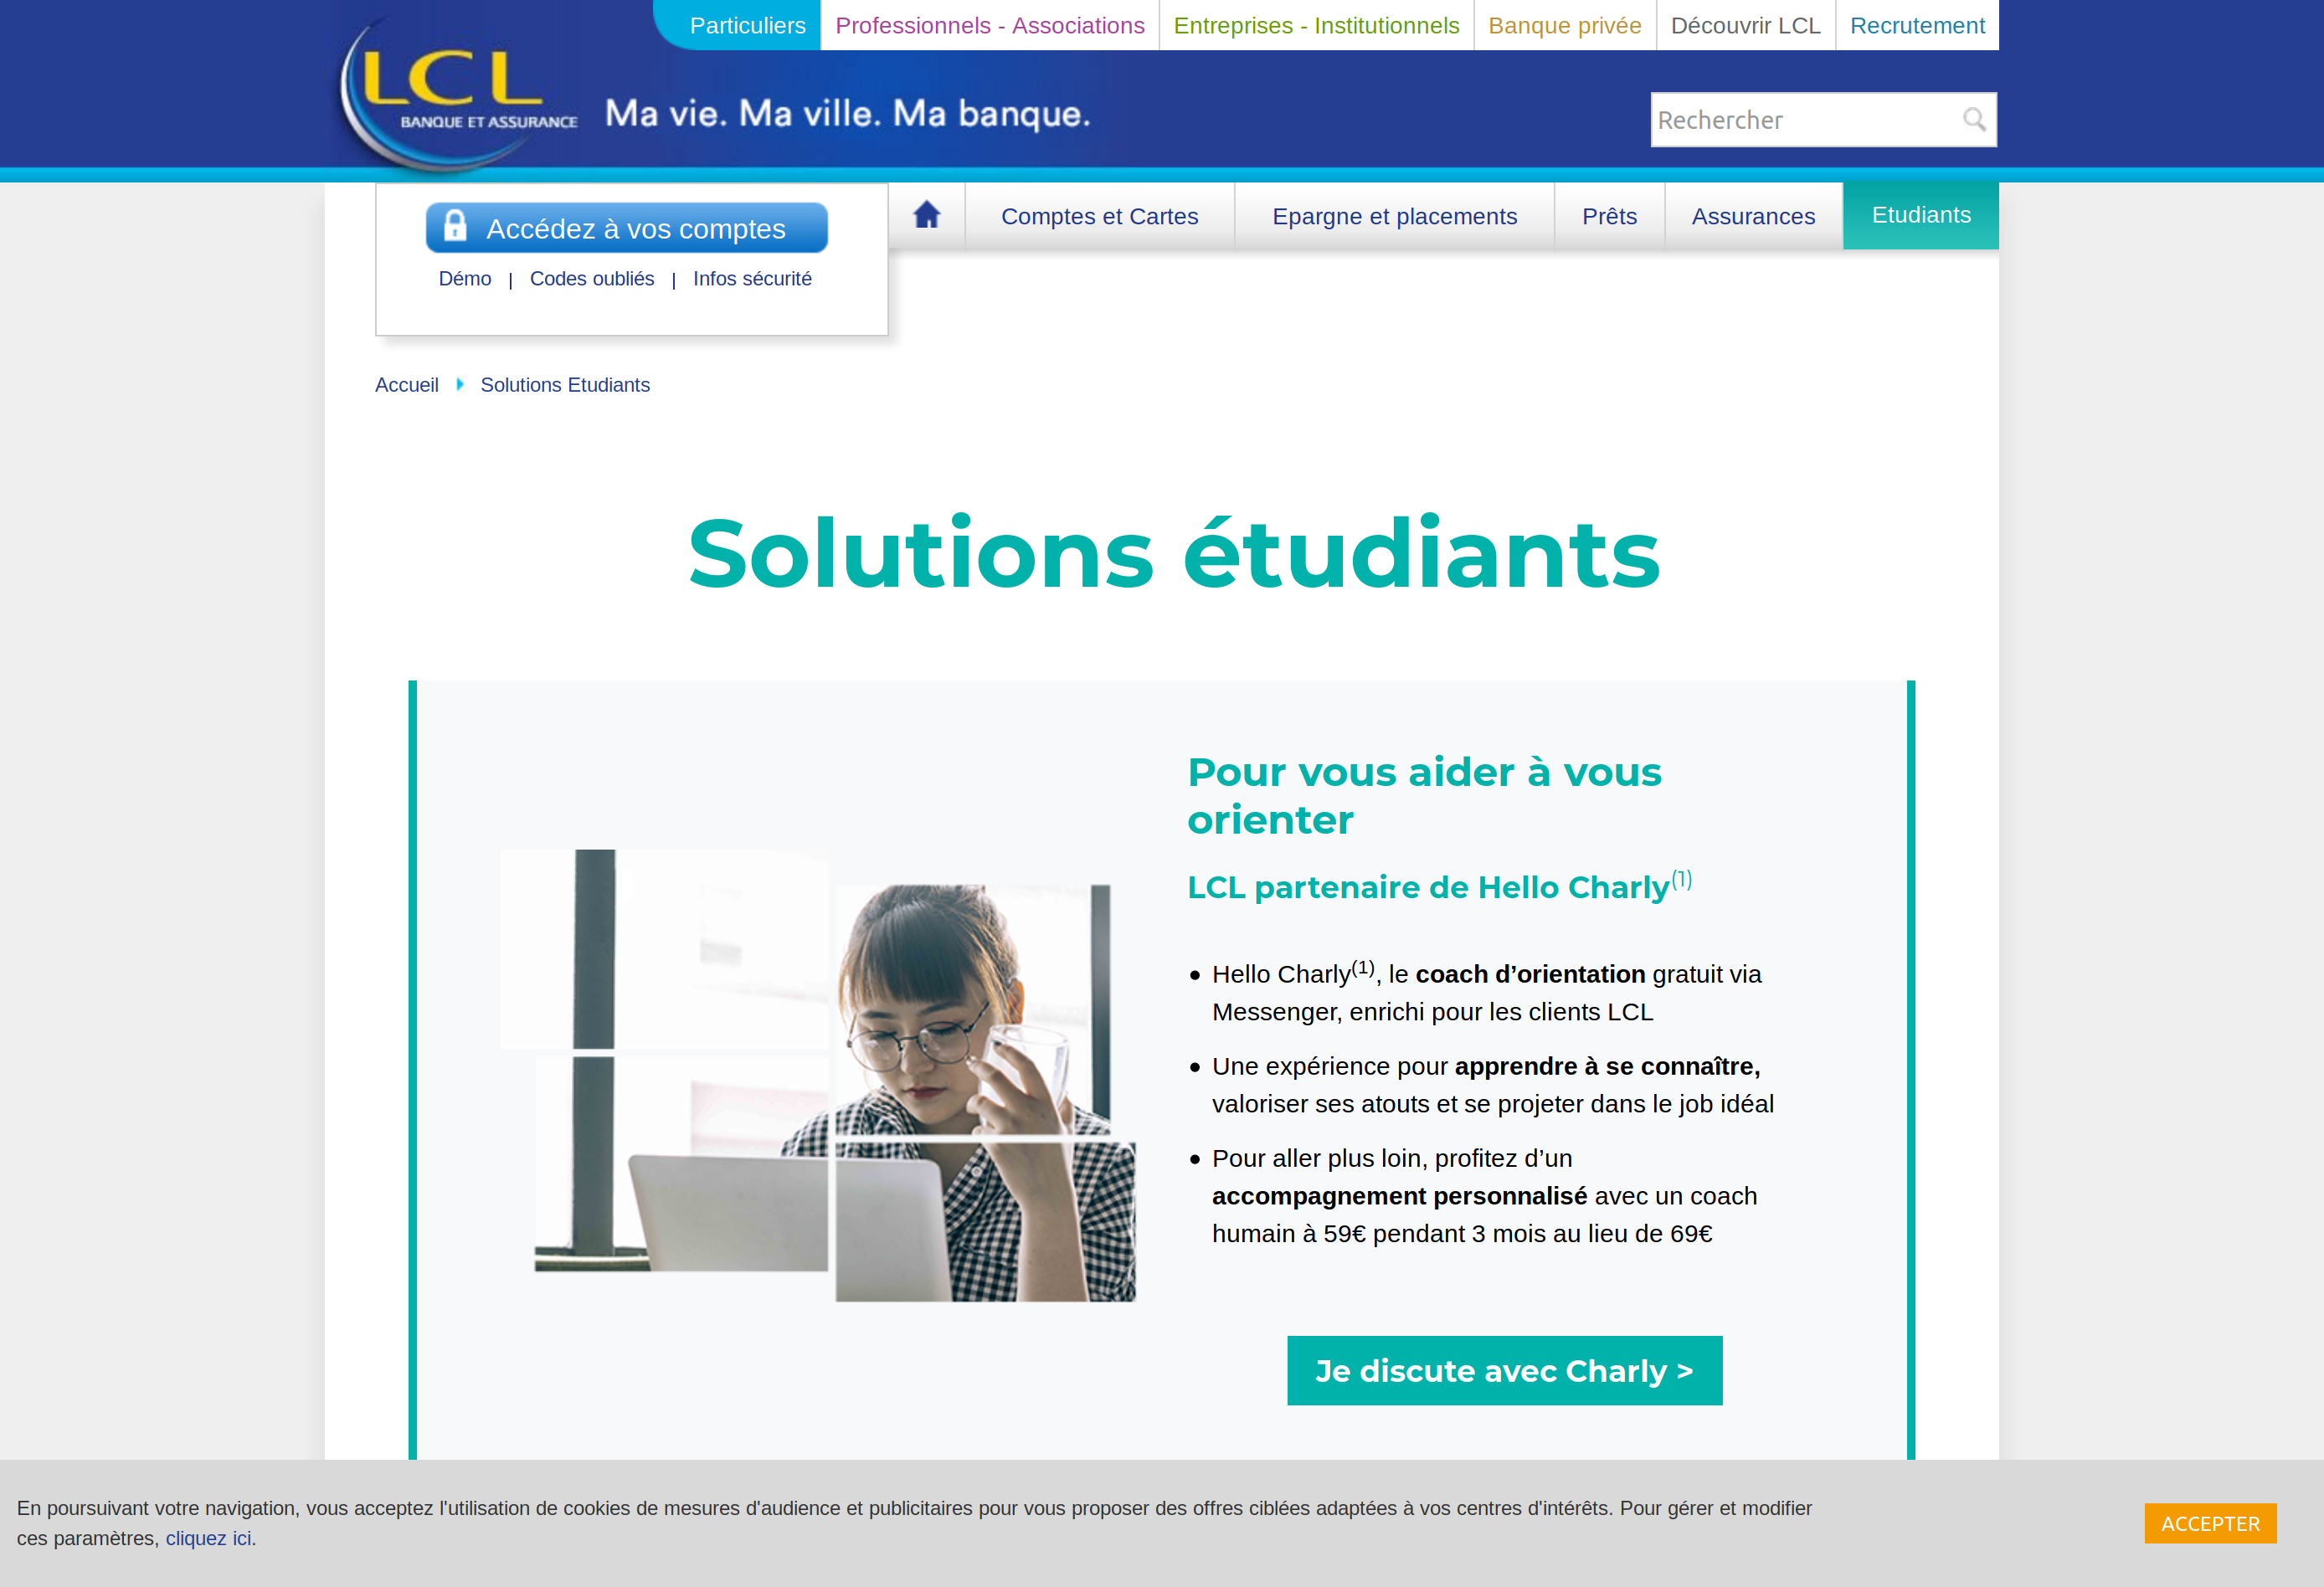 Particuliers
Professionnels - Associations
Entreprises - Institutionnels
Banque privée
Découvrir LCL
Recrutement
LCL
BANQUE ET ASSURANCE
Ma vie. Ma ville. Ma banque.
Rechercher
Accédez à vos comptes
Démo | Codes oubliés | Infos sécurité
Comptes et Cartes
Epargne et placements
Prêts
Assurances
Etudiants
Accueil
Solutions Etudiants
Solutions étudiants
Pour vous aider à vous
orienter
LCL partenaire de Hello Charly(1)
• Hello Charly(1), le coach d’orientation gratuit via
Messenger, enrichi pour les clients LCL
• Une expérience pour apprendre à se connaître,
valoriser ses atouts et se projeter dans le job idéal
• Pour aller plus loin, profitez d’un
accompagnement personnalisé avec un coach
humain à 59€ pendant 3 mois au lieu de 69€
Je discute avec Charly >
En poursuivant votre navigation, vous acceptez l'utilisation de cookies de mesures d'audience et publicitaires pour vous proposer des offres ciblées adaptées à vos centres d'intérêts. Pour gérer et modifier
ces paramètres, cliquez ici.
ACCEPTER